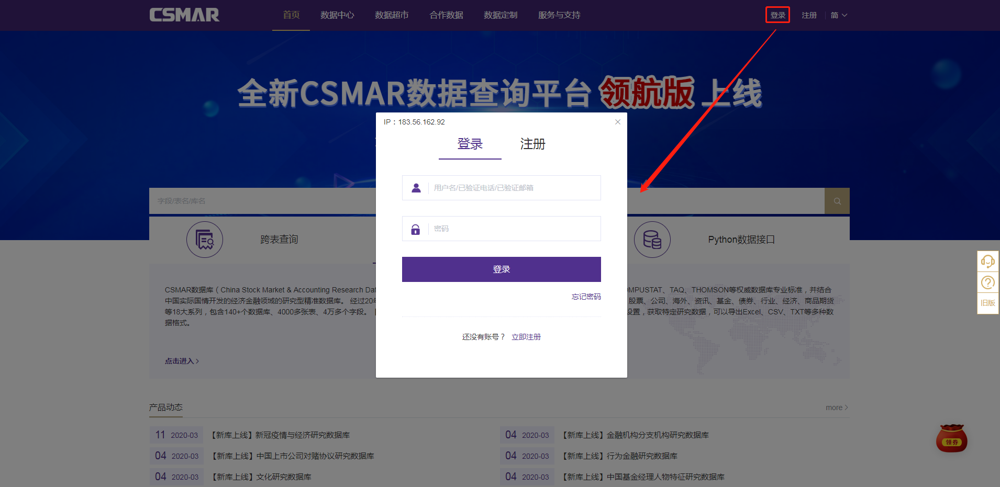 CSMAR
首页 数据中心 数据超市 合作数据 数据定制 服务与支持 登录 注册 简
全新CSMAR数据查询平台 领航版 上线
IP：183.56.162.92
登录 注册
用户名/已验证电话/已验证邮箱
字段/表名/库名
密码
跨表查询
Python数据接口
登录
旧版
忘记密码
CSMAR数据库（China Stock Market & Accounting Research Dat
OMPUSTAT、TAQ、THOMSON等权威数据库专业标准，并结合
中国实际国情开发的经济金融领域的研究型精准数据库。 经过20年
股票、公司、海外、资讯、基金、债券、行业、经济、商品期货
等18大系列，包含140+个数据库、4000多张表、4万多个字段。
设置，获取特定研究数据，可以导出Excel、CSV、TXT等多种数
据格式。
还没有账号？ 立即注册
点击进入
产品动态 more
11 2020-03 【新库上线】新冠疫情与经济研究数据库
04 2020-03 【新库上线】金融机构分支机构研究数据库
04 2020-03 【新库上线】中国上市公司对赌协议研究数据库
04 2020-03 【新库上线】行为金融研究数据库
04 2020-03 【新库上线】文化研究数据库
04 2020-03 【新库上线】中国基金经理人物特征研究数据库
领券